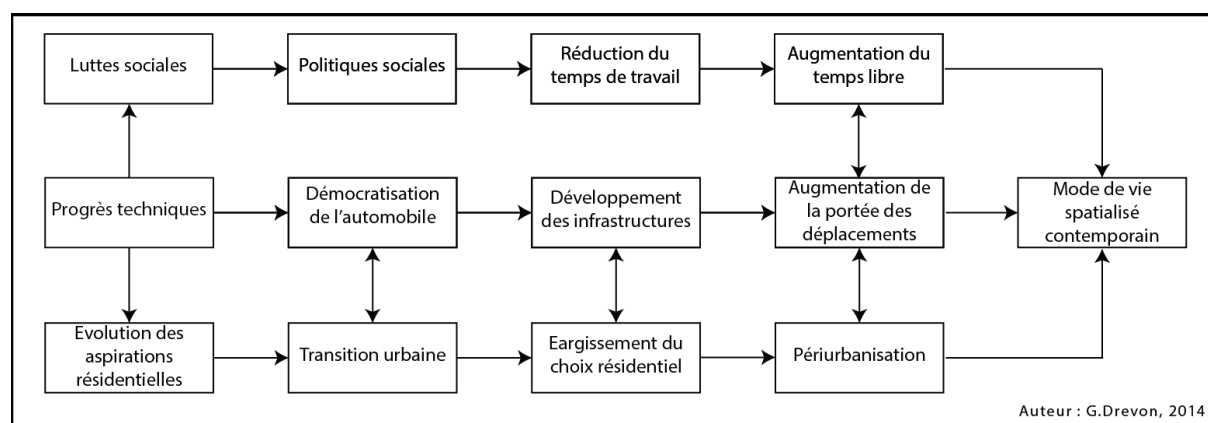 Luttes sociales
Politiques sociales
Réduction du
temps de travail
Augmentation du
temps libre
Progrès techniques
Démocratisation
de l'automobile
Développement
des infrastructures
Augmentation de
la portée des
déplacements
Mode de vie
spatialisé
contemporain
Evolution des
aspirations
résidentielles
Transition urbaine
Eargissement du
choix résidentiel
Périurbanisation
Auteur : G.Drevon, 2014